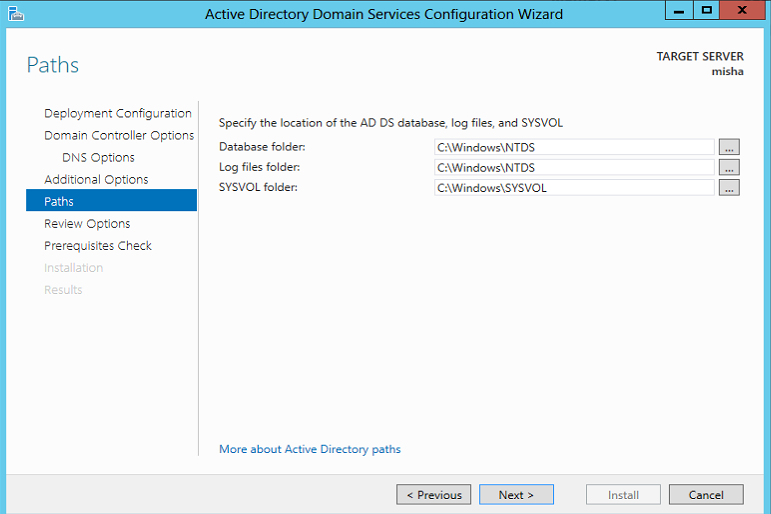 Active Directory Domain Services Configuration Wizard
Paths
TARGET SERVER
misha
Deployment Configuration
Domain Controller Options
DNS Options
Additional Options
Paths
Review Options
Prerequisites Check
Installation
Results
Specify the location of the AD DS database, log files, and SYSVOL
Database folder: C:\Windows\NTDS ...
Log files folder: C:\Windows\NTDS ...
SYSVOL folder: C:\Windows\SYSVOL ...
More about Active Directory paths
< Previous Next > Install Cancel